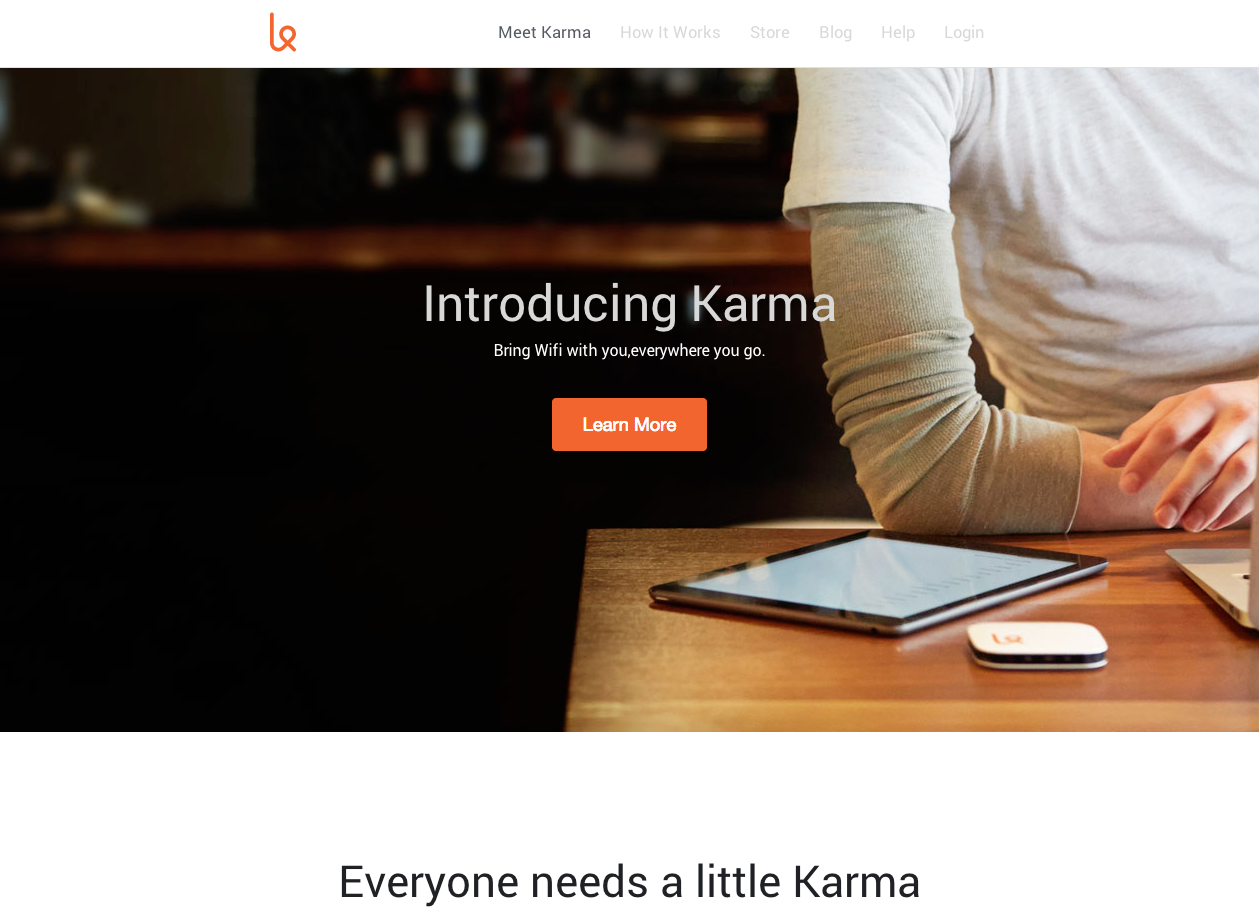 Meet Karma How It Works Store Blog Help Login
Introducing Karma
Bring Wifi with you,everywhere you go.
Learn More
Everyone needs a little Karma